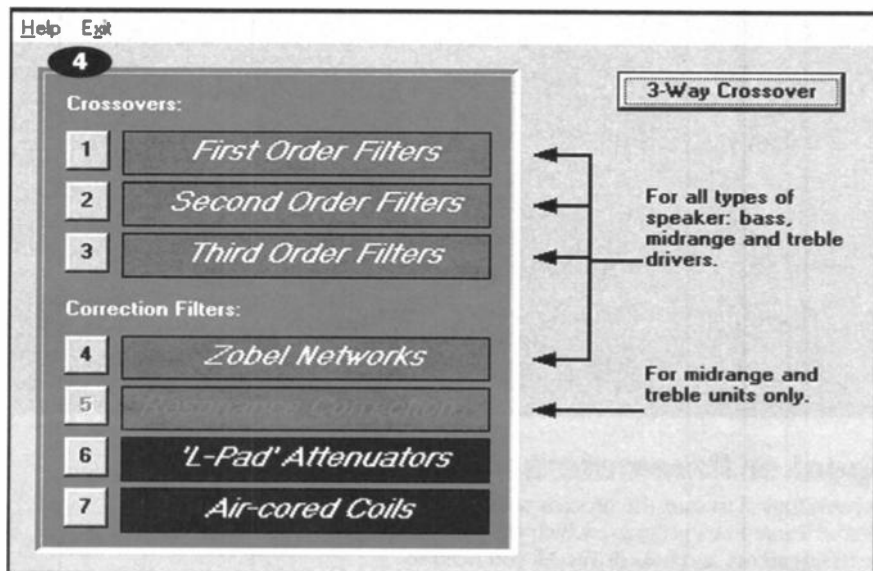 Help Exit
4
Crossovers:
3-Way Crossover
1 First Order Filters
2 Second Order Filters
3 Third Order Filters
For all types of
speaker: bass,
midrange and treble
drivers.
Correction Filters:
4 Zobel Networks
5 Resonance Corrections
For midrange and
treble units only.
6 'L-Pad' Attenuators
7 Air-cored Coils